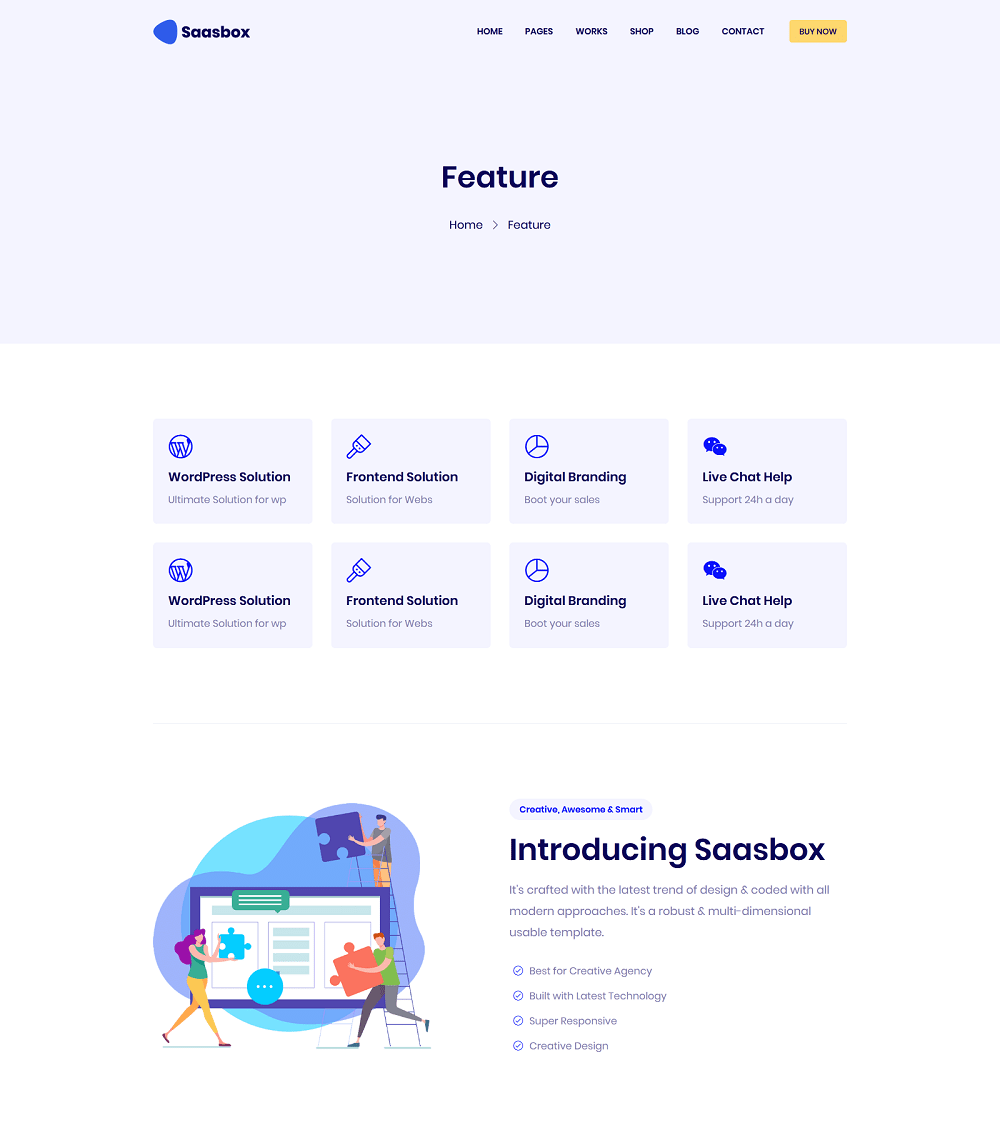 Saasbox
HOME PAGES WORKS SHOP BLOG CONTACT BUY NOW
Feature
Home Feature
WordPress Solution
Ultimate Solution for wp
Frontend Solution
Solution for Webs
Digital Branding
Boot your sales
Live Chat Help
Support 24h a day
WordPress Solution
Ultimate Solution for wp
Frontend Solution
Solution for Webs
Digital Branding
Boot your sales
Live Chat Help
Support 24h a day
Creative, Awesome & Smart
Introducing Saasbox
It's crafted with the latest trend of design & coded with all
modern approaches. It's a robust & multi-dimensional
usable template.
Best for Creative Agency
Built with Latest Technology
Super Responsive
Creative Design